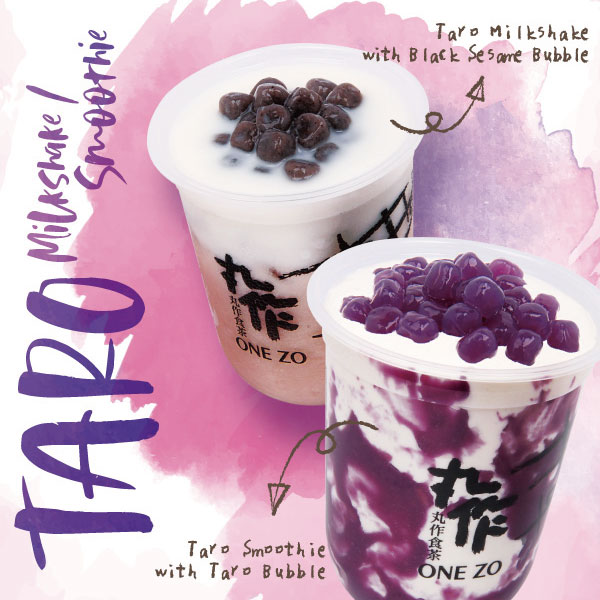 TARO
Milkshake /
Smoothie
Taro Milkshake
with Black Sesame Bubble
丸作
丸作食茶
ONE ZO
丸作
丸作食茶
ONE ZO
Taro Smoothie
with Taro Bubble